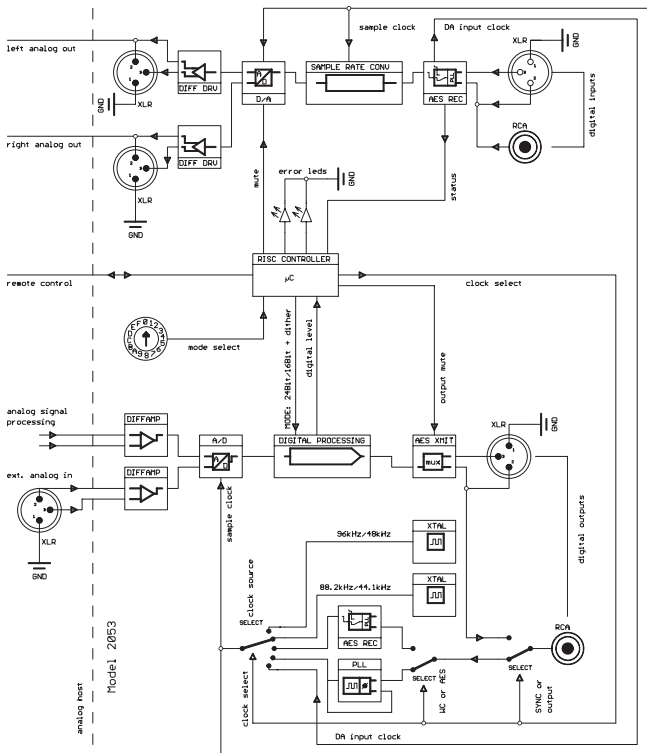 sample clock
DA input clock
XLR
GND
left analog out
SAMPLE RATE CONV
PLL
DIFF DRV
D/A
AES REC
GND
XLR
RCA
digital inputs
right analog out
DIFF DRV
mute
error leds
GND
status
XLR
GND
RISC CONTROLLER
µC
remote control
clock select
mode select
MODE: 24Bit/16Bit + dither
digital level
output mute
analog signal
processing
DIFFAMP
A/D
DIGITAL PROCESSING
AES XMIT
mux
XLR
GND
ext. analog in
DIFFAMP
sample clock
XLR
GND
digital outputs
96kHz/48kHz
XTAL
88.2kHz/44.1kHz
XTAL
clock source
SELECT
PLL
AES REC
RCA
PLL
SELECT
SELECT
clock select
WC or AES
SYNC or
output
Model 2053
analog host
DA input clock